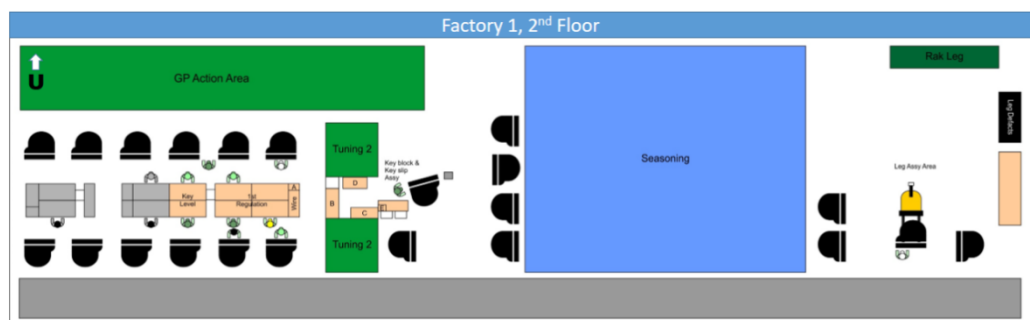 Factory 1, 2nd Floor
U
GP Action Area
Rak Leg
Leg Defects
Tuning 2
Key block &
Key slip
Assy
Seasoning
Leg Assy Area
D
A
Key
Level
1st
Regulation
Wire
B
C
E
Tuning 2